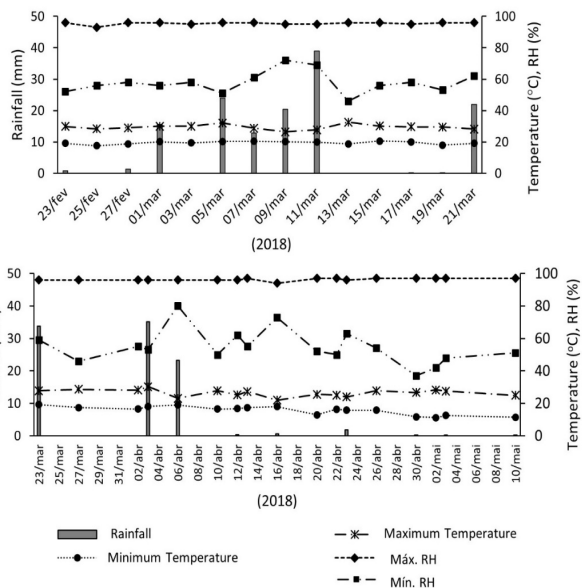 50
40
30
20
10
0
Rainfall (mm)
100
80
60
40
20
0
Temperature (°C), RH (%)
23/fev
25/fev
27/fev
01/mar
03/mar
05/mar
07/mar
09/mar
11/mar
13/mar
15/mar
17/mar
19/mar
21/mar
(2018)
50
40
30
20
10
0
100
80
60
40
20
0
Temperature (°C), RH (%)
23/mar
25/mar
27/mar
29/mar
31/mar
02/abr
04/abr
06/abr
08/abr
10/abr
12/abr
14/abr
16/abr
18/abr
20/abr
22/abr
24/abr
26/abr
28/abr
30/abr
02/mai
04/mai
06/mai
08/mai
10/mai
(2018)
Rainfall
Maximum Temperature
Minimum Temperature
Máx. RH
Mín. RH